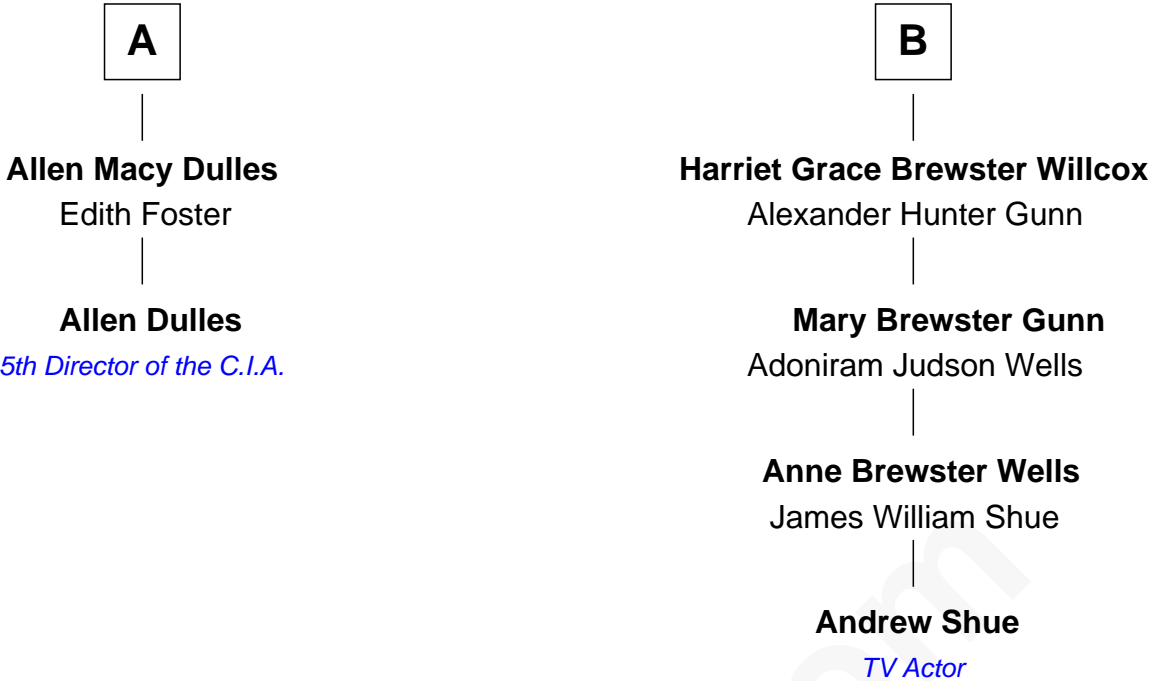 A
Allen Macy Dulles
Edith Foster
Allen Dulles
5th Director of the C.I.A.
B
Harriet Grace Brewster Willcox
Alexander Hunter Gunn
Mary Brewster Gunn
Adoniram Judson Wells
Anne Brewster Wells
James William Shue
Andrew Shue
TV Actor